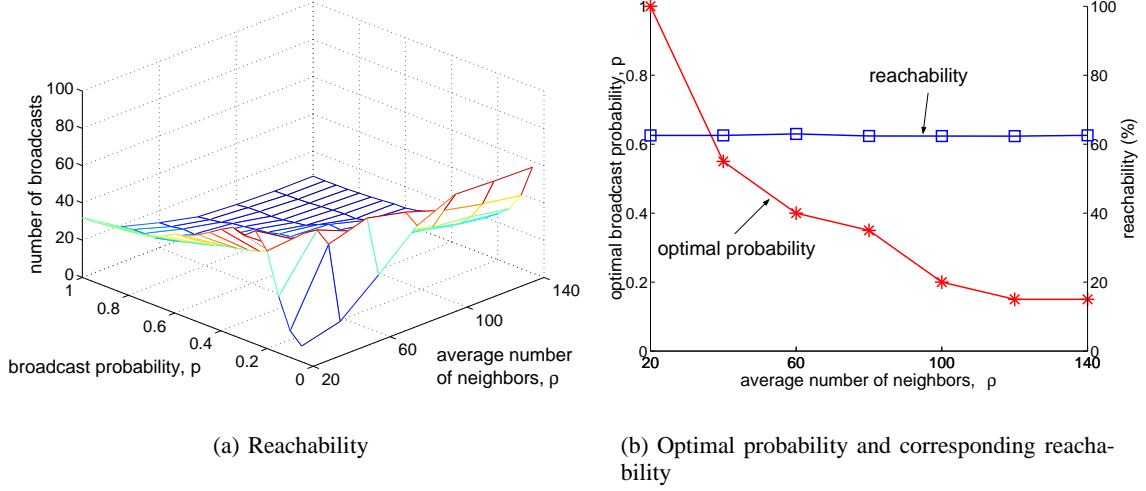 number of broadcasts
100
80
60
40
20
0
1
0.8
0.6
0.4
0.2
0
broadcast probability, p
20
60
100
140
average number
of neighbors, ρ
(a) Reachability
optimal broadcast probability, p
1
0.8
0.6
0.4
0.2
0
reachability
optimal probability
20
60
100
140
average number of neighbors, ρ
100
80
60
40
20
0
reachability (%)
(b) Optimal probability and corresponding reacha-
bility